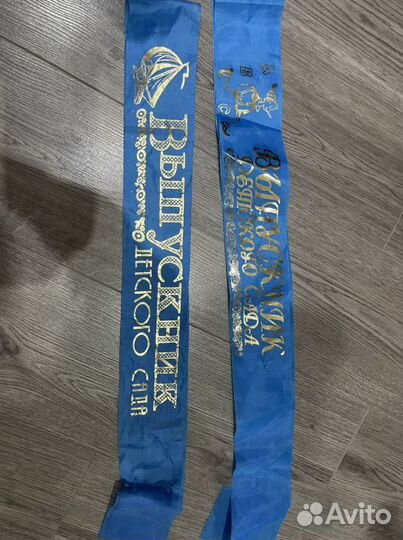 Выпускник
ДЕТСКОГО САДА
А
В
С
Выпускник
Детского сада
Avito